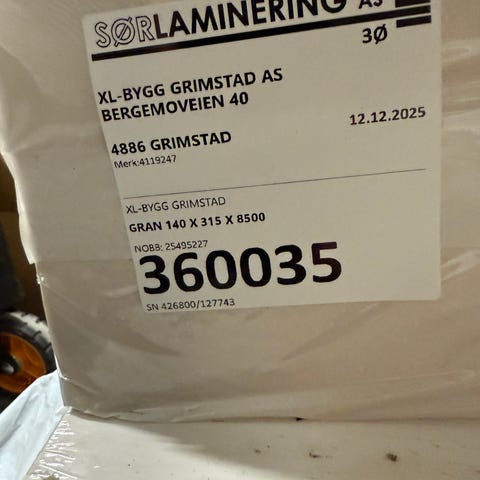 SØRLAMINERING AS
3Ø
XL-BYGG GRIMSTAD AS
BERGEMOVEIEN 40
12.12.2025
4886 GRIMSTAD
Merk:4119247
XL-BYGG GRIMSTAD
GRAN 140 X 315 X 8500
NOBB: 25495227
360035
SN 426800/127743